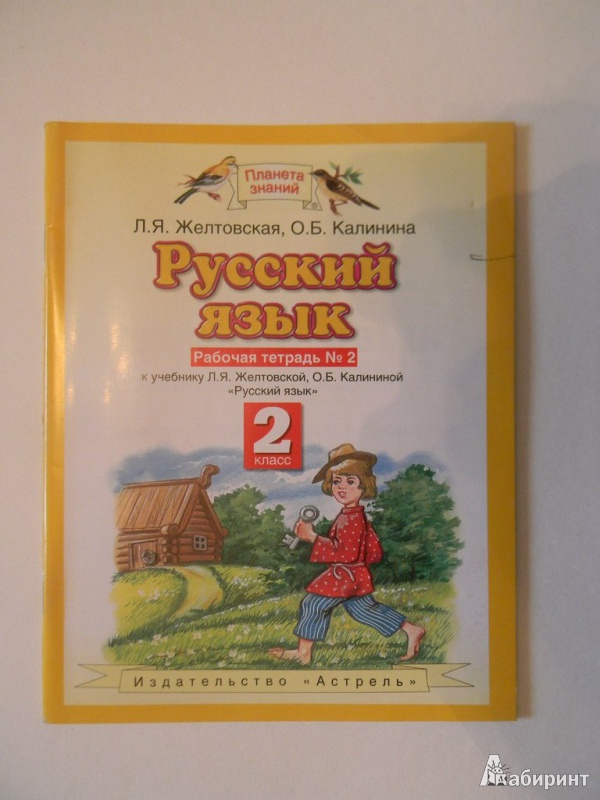 Планета
знаний
Л.Я. Желтовская, О.Б. Калинина
Русский
язык
Рабочая тетрадь № 2
к учебнику Л.Я. Желтовской, О.Б. Калининой
«Русский язык»
2
класс
Издательство «Астрель»
Лабиринт